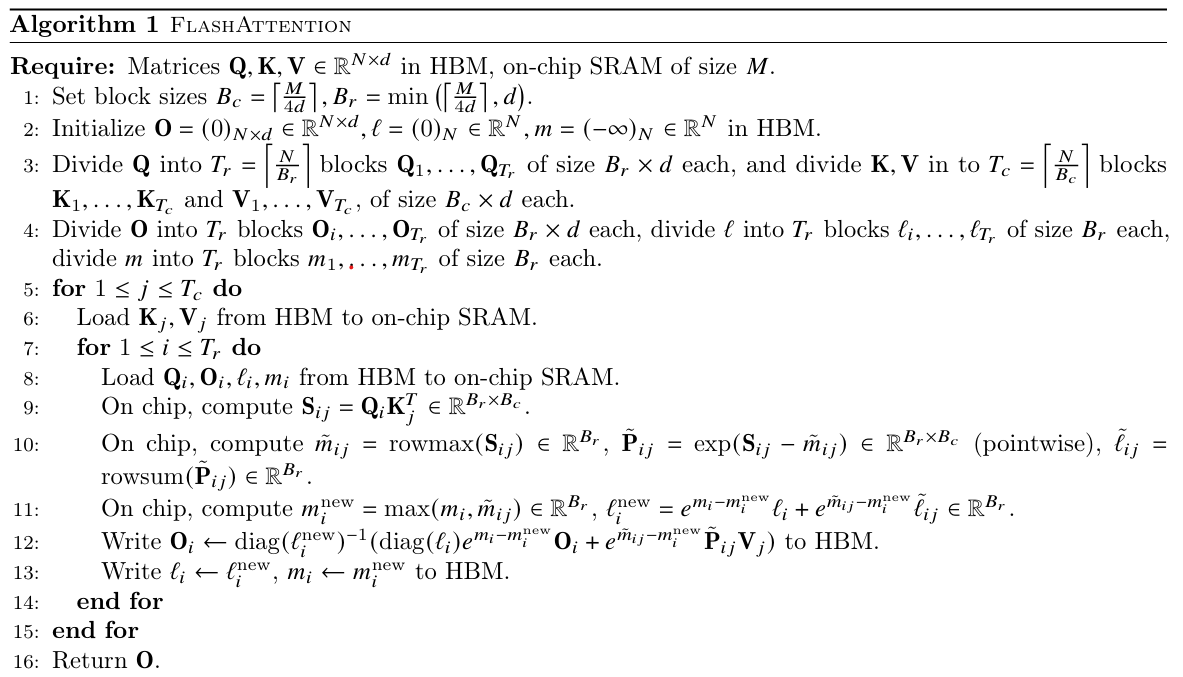 Algorithm 1 FLASHATTENTION
Require: Matrices Q, K, V ∈ ℝ^{N×d} in HBM, on-chip SRAM of size M.
1: Set block sizes B_c = ⌈M/4d⌉, B_r = min (⌈M/4d⌉, d).
2: Initialize O = (0)_{N×d} ∈ ℝ^{N×d}, ℓ = (0)_N ∈ ℝ^N, m = (−∞)_N ∈ ℝ^N in HBM.
3: Divide Q into T_r = ⌈N/B_r⌉ blocks Q_1, . . . , Q_{T_r} of size B_r × d each, and divide K, V in to T_c = ⌈N/B_c⌉ blocks
K_1, . . . , K_{T_c} and V_1, . . . , V_{T_c}, of size B_c × d each.
4: Divide O into T_r blocks O_i, . . . , O_{T_r} of size B_r × d each, divide ℓ into T_r blocks ℓ_i, . . . , ℓ_{T_r} of size B_r each,
divide m into T_r blocks m_1, . . . , m_{T_r} of size B_r each.
5: for 1 ≤ j ≤ T_c do
6: Load K_j, V_j from HBM to on-chip SRAM.
7: for 1 ≤ i ≤ T_r do
8: Load Q_i, O_i, ℓ_i, m_i from HBM to on-chip SRAM.
9: On chip, compute S_{ij} = Q_i K_j^T ∈ ℝ^{B_r×B_c}.
10: On chip, compute m̃_{ij} = rowmax(S_{ij}) ∈ ℝ^{B_r}, P̃_{ij} = exp(S_{ij} − m̃_{ij}) ∈ ℝ^{B_r×B_c} (pointwise), ℓ̃_{ij} =
rowsum(P̃_{ij}) ∈ ℝ^{B_r}.
11: On chip, compute m_i^{new} = max(m_i, m̃_{ij}) ∈ ℝ^{B_r}, ℓ_i^{new} = e^{m_i−m_i^{new}} ℓ_i + e^{m̃_{ij}−m_i^{new}} ℓ̃_{ij} ∈ ℝ^{B_r}.
12: Write O_i ← diag(ℓ_i^{new})^{−1}(diag(ℓ_i)e^{m_i−m_i^{new}} O_i + e^{m̃_{ij}−m_i^{new}} P̃_{ij} V_j) to HBM.
13: Write ℓ_i ← ℓ_i^{new}, m_i ← m_i^{new} to HBM.
14: end for
15: end for
16: Return O.